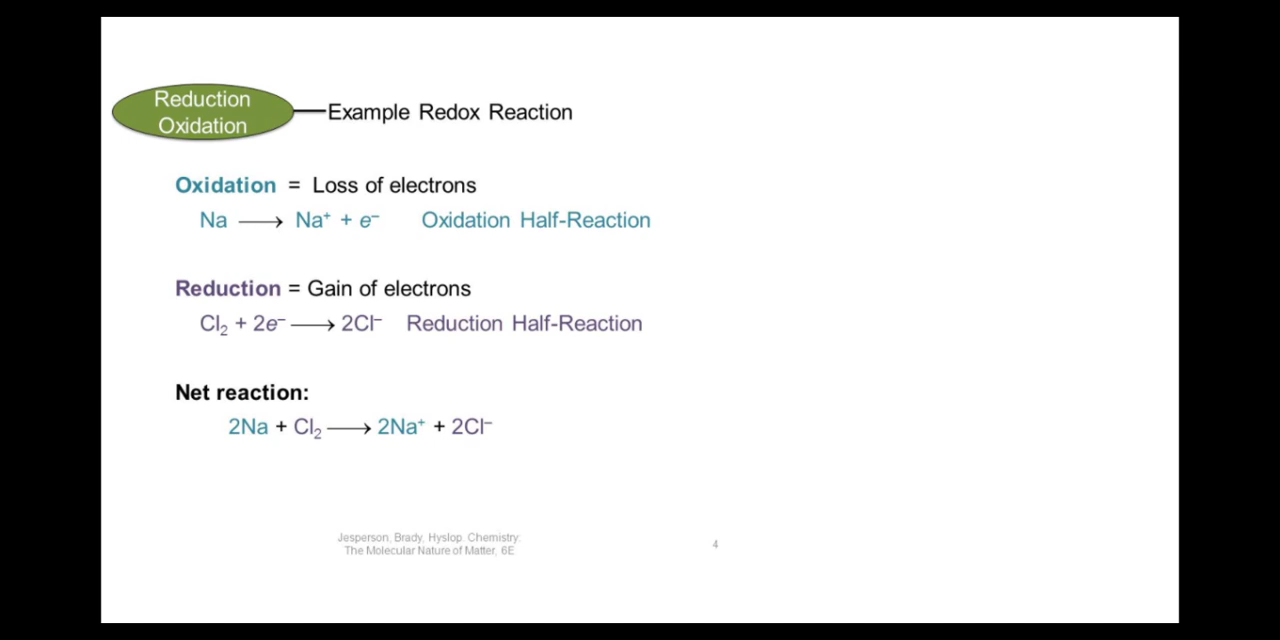 Reduction
Oxidation
Example Redox Reaction
Oxidation = Loss of electrons
Na ⟶ Na⁺ + e⁻ Oxidation Half-Reaction
Reduction = Gain of electrons
Cl₂ + 2e⁻ ⟶ 2Cl⁻ Reduction Half-Reaction
Net reaction:
2Na + Cl₂ ⟶ 2Na⁺ + 2Cl⁻
Jesperson, Brady, Hyslop. Chemistry:
The Molecular Nature of Matter, 6E
4